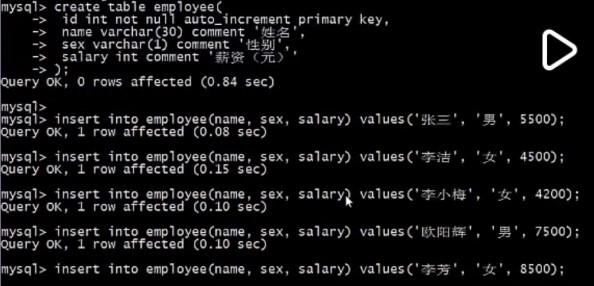 mysql> create table employee(
    -> id int not null auto_increment primary key,
    -> name varchar(30) comment '姓名',
    -> sex varchar(1) comment '性别',
    -> salary int comment '薪资（元）'
    -> );
Query OK, 0 rows affected (0.84 sec)
mysql>
mysql> insert into employee(name, sex, salary) values('张三', '男', 5500);
Query OK, 1 row affected (0.08 sec)
mysql> insert into employee(name, sex, salary) values('李洁', '女', 4500);
Query OK, 1 row affected (0.15 sec)
mysql> insert into employee(name, sex, salary) values('李小梅', '女', 4200);
Query OK, 1 row affected (0.10 sec)
mysql> insert into employee(name, sex, salary) values('欧阳辉', '男', 7500);
Query OK, 1 row affected (0.10 sec)
mysql> insert into employee(name, sex, salary) values('李芳', '女', 8500);